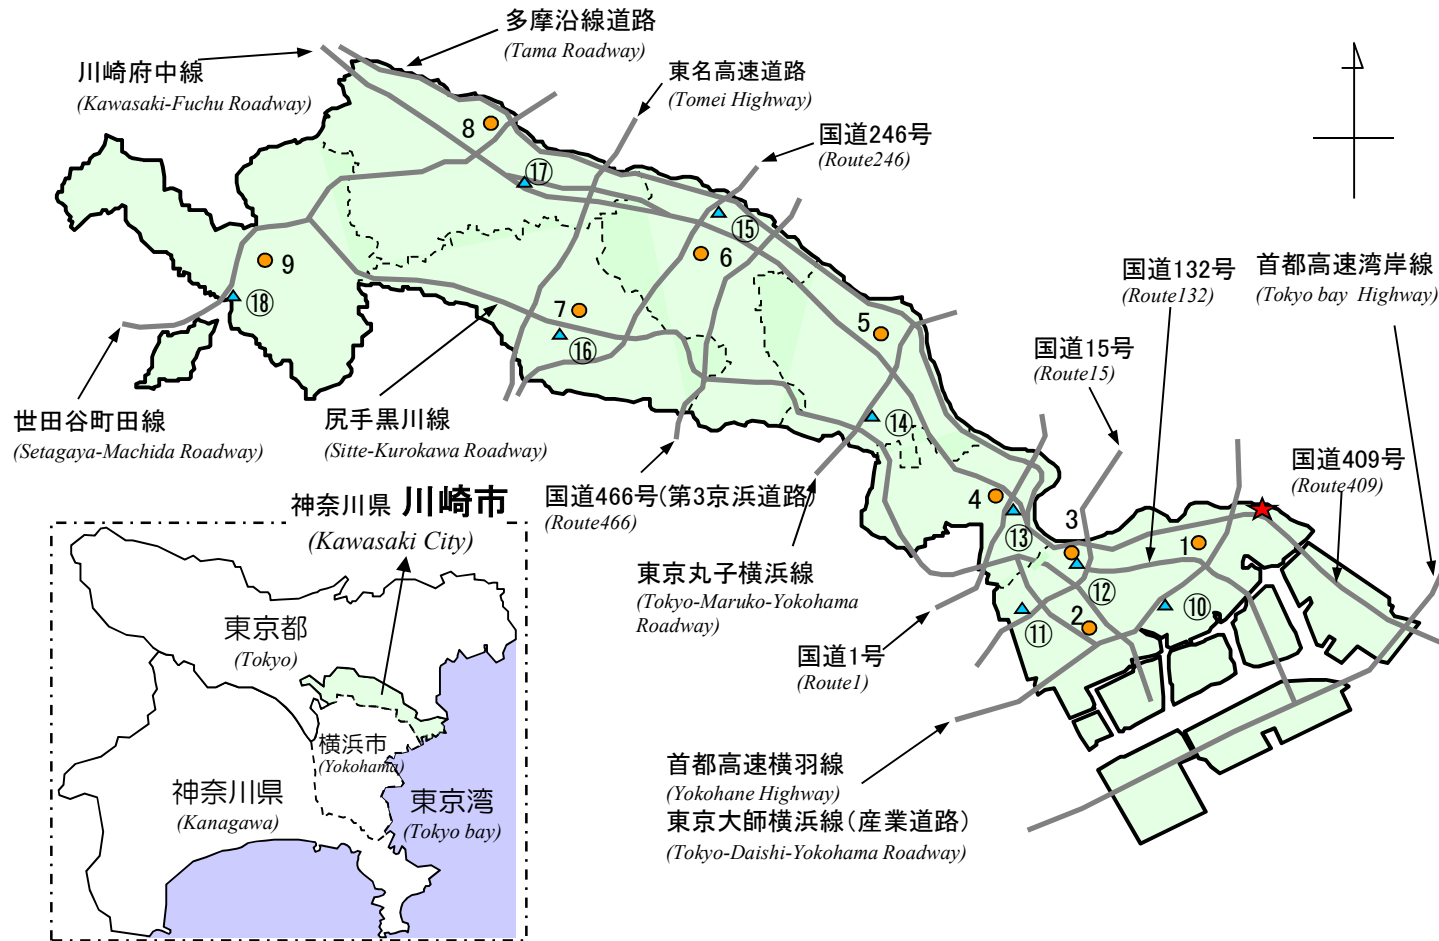 多摩沿線道路
(Tama Roadway)
川崎府中線
(Kawasaki-Fuchu Roadway)
東名高速道路
(Tomei Highway)
国道246号
(Route246)
国道132号
(Route132)
首都高速湾岸線
(Tokyo bay Highway)
国道15号
(Route15)
国道409号
(Route409)
8
⑰
⑮
6
9
⑱
7
⑯
5
⑭
4
⑬
3
1
⑫
⑩
2
⑪
世田谷町田線
(Setagaya-Machida Roadway)
尻手黒川線
(Sitte-Kurokawa Roadway)
国道466号(第3京浜道路)
(Route466)
東京丸子横浜線
(Tokyo-Maruko-Yokohama
Roadway)
国道1号
(Route1)
首都高速横羽線
(Yokohane Highway)
東京大師横浜線(産業道路)
(Tokyo-Daishi-Yokohama Roadway)
神奈川県 川崎市
(Kawasaki City)
東京都
(Tokyo)
横浜市
(Yokohama)
神奈川県
(Kanagawa)
東京湾
(Tokyo bay)